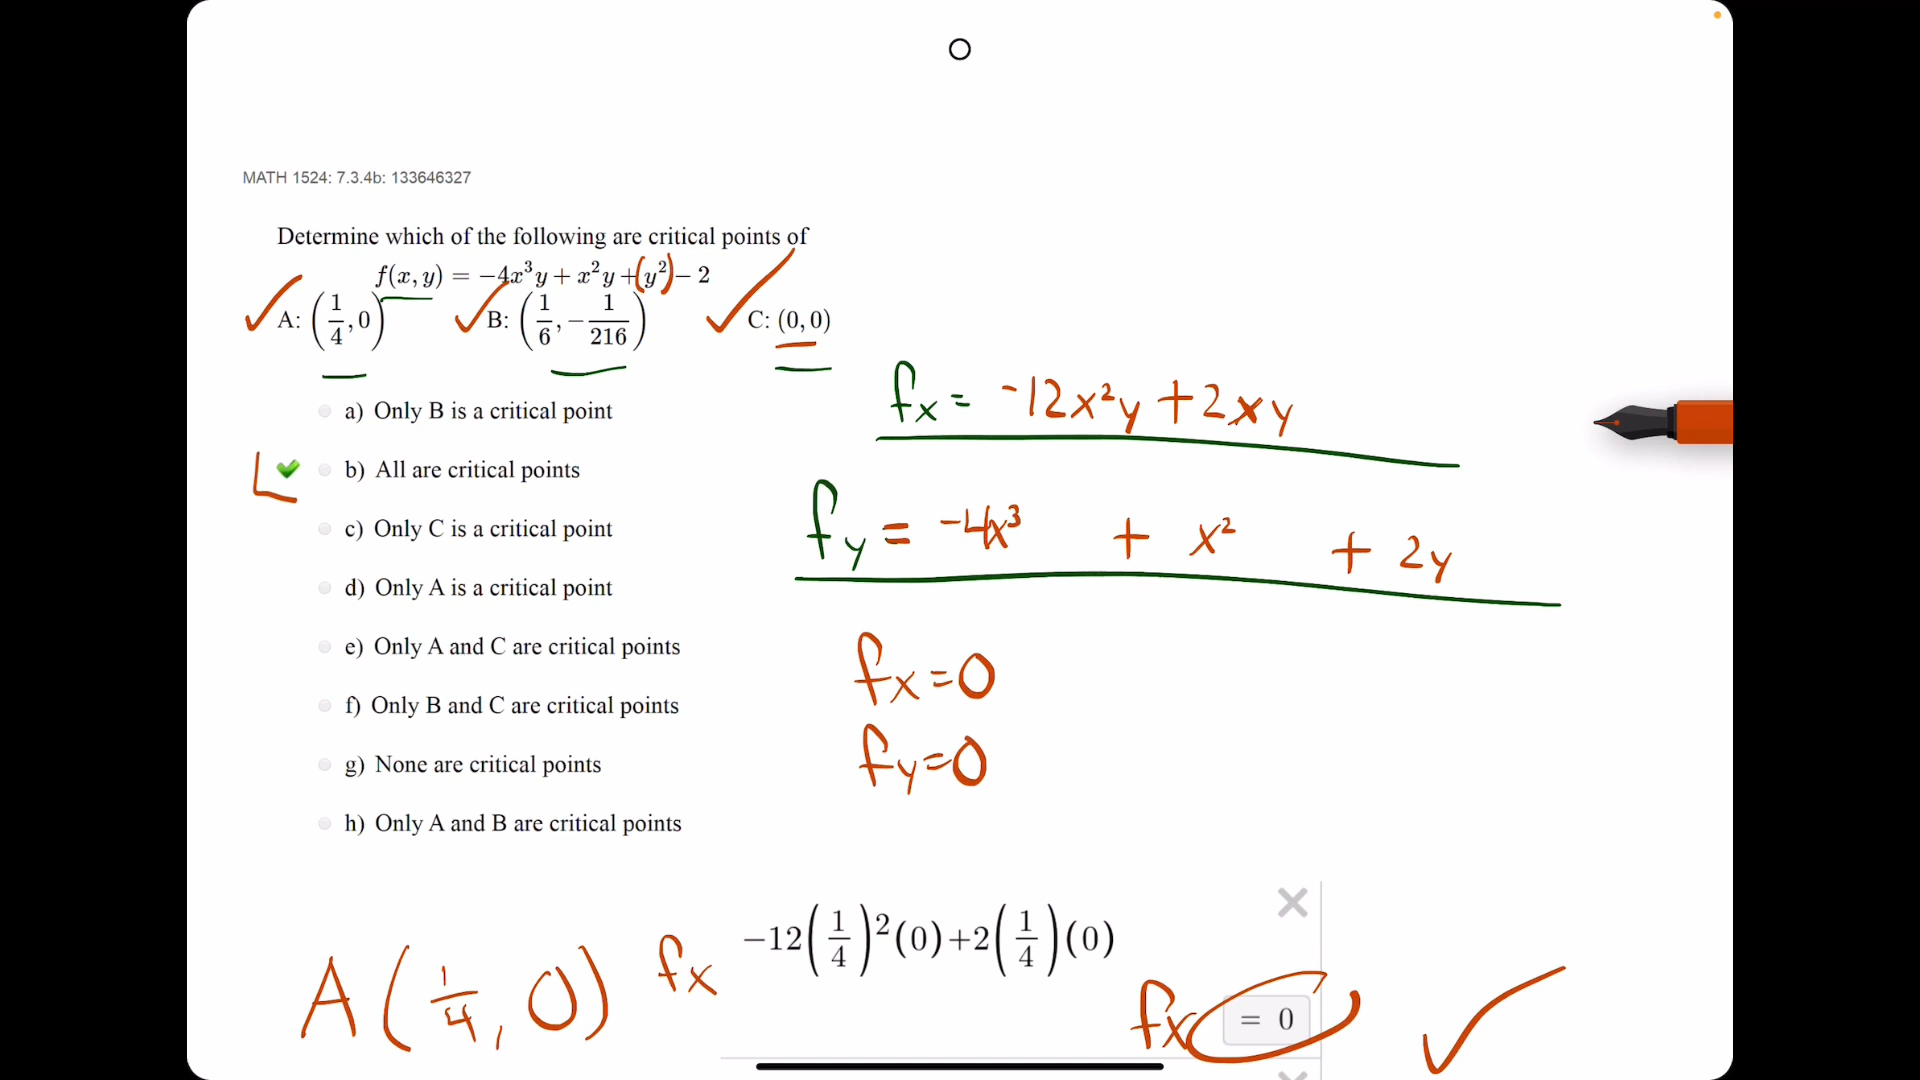 MATH 1524: 7.3.4b: 133646327
Determine which of the following are critical points of
f(x, y) = −4x³y + x²y + (y²) − 2
A: (1/4, 0) B: (1/6, −1/216) C: (0, 0)
a) Only B is a critical point
b) All are critical points
c) Only C is a critical point
d) Only A is a critical point
e) Only A and C are critical points
f) Only B and C are critical points
g) None are critical points
h) Only A and B are critical points
fx = -12x²y + 2xy
fy = -4x³ + x² + 2y
fx = 0
fy = 0
A (1/4, 0) fx −12(1/4)²(0)+2(1/4)(0)
fx = 0